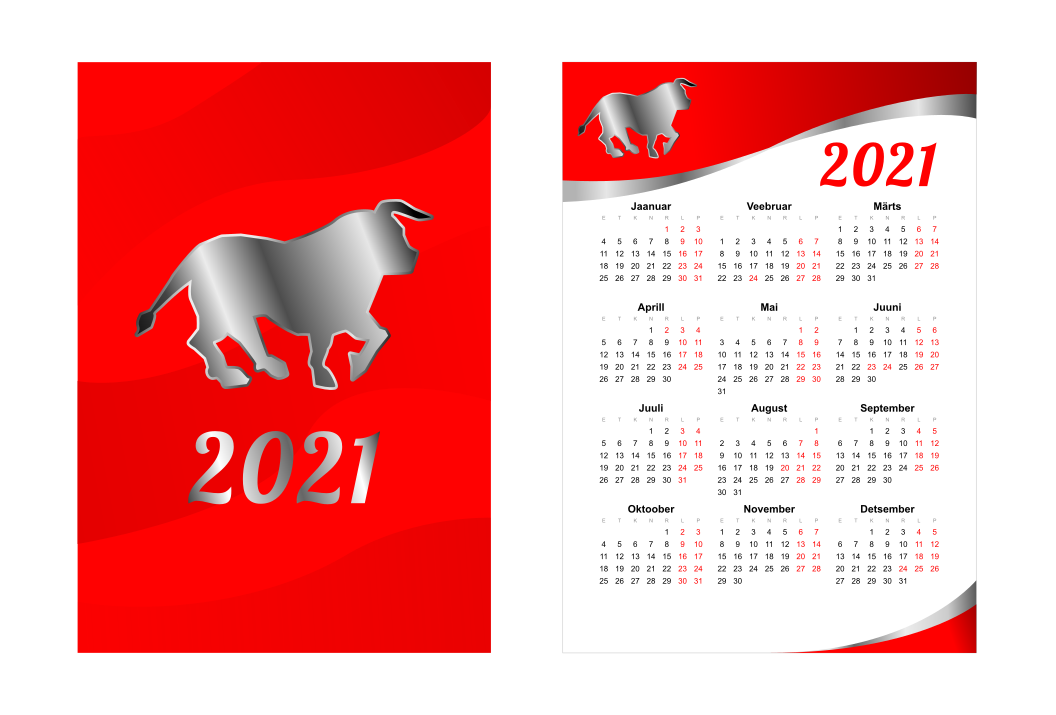 2021
2021
Jaanuar Veebruar Märts
E T K N R L P E T K N R L P E T K N R L P
1 2 3 1 2 3 4 5 6 7
4 5 6 7 8 9 10 1 2 3 4 5 6 7 8 9 10 11 12 13 14
11 12 13 14 15 16 17 8 9 10 11 12 13 14 15 16 17 18 19 20 21
18 19 20 21 22 23 24 15 16 17 18 19 20 21 22 23 24 25 26 27 28
25 26 27 28 29 30 31 22 23 24 25 26 27 28 29 30 31
Aprill Mai Juuni
E T K N R L P E T K N R L P E T K N R L P
1 2 3 4 1 2 1 2 3 4 5 6
5 6 7 8 9 10 11 3 4 5 6 7 8 9 7 8 9 10 11 12 13
12 13 14 15 16 17 18 10 11 12 13 14 15 16 14 15 16 17 18 19 20
19 20 21 22 23 24 25 17 18 19 20 21 22 23 21 22 23 24 25 26 27
26 27 28 29 30 24 25 26 27 28 29 30 28 29 30
31
Juuli August September
E T K N R L P E T K N R L P E T K N R L P
1 2 3 4 1 1 2 3 4 5
5 6 7 8 9 10 11 2 3 4 5 6 7 8 6 7 8 9 10 11 12
12 13 14 15 16 17 18 9 10 11 12 13 14 15 13 14 15 16 17 18 19
19 20 21 22 23 24 25 16 17 18 19 20 21 22 20 21 22 23 24 25 26
26 27 28 29 30 31 23 24 25 26 27 28 29 27 28 29 30
30 31
Oktoober November Detsember
E T K N R L P E T K N R L P E T K N R L P
1 2 3 1 2 3 4 5 6 7 1 2 3 4 5
4 5 6 7 8 9 10 8 9 10 11 12 13 14 6 7 8 9 10 11 12
11 12 13 14 15 16 17 15 16 17 18 19 20 21 13 14 15 16 17 18 19
18 19 20 21 22 23 24 22 23 24 25 26 27 28 20 21 22 23 24 25 26
25 26 27 28 29 30 31 29 30 27 28 29 30 31